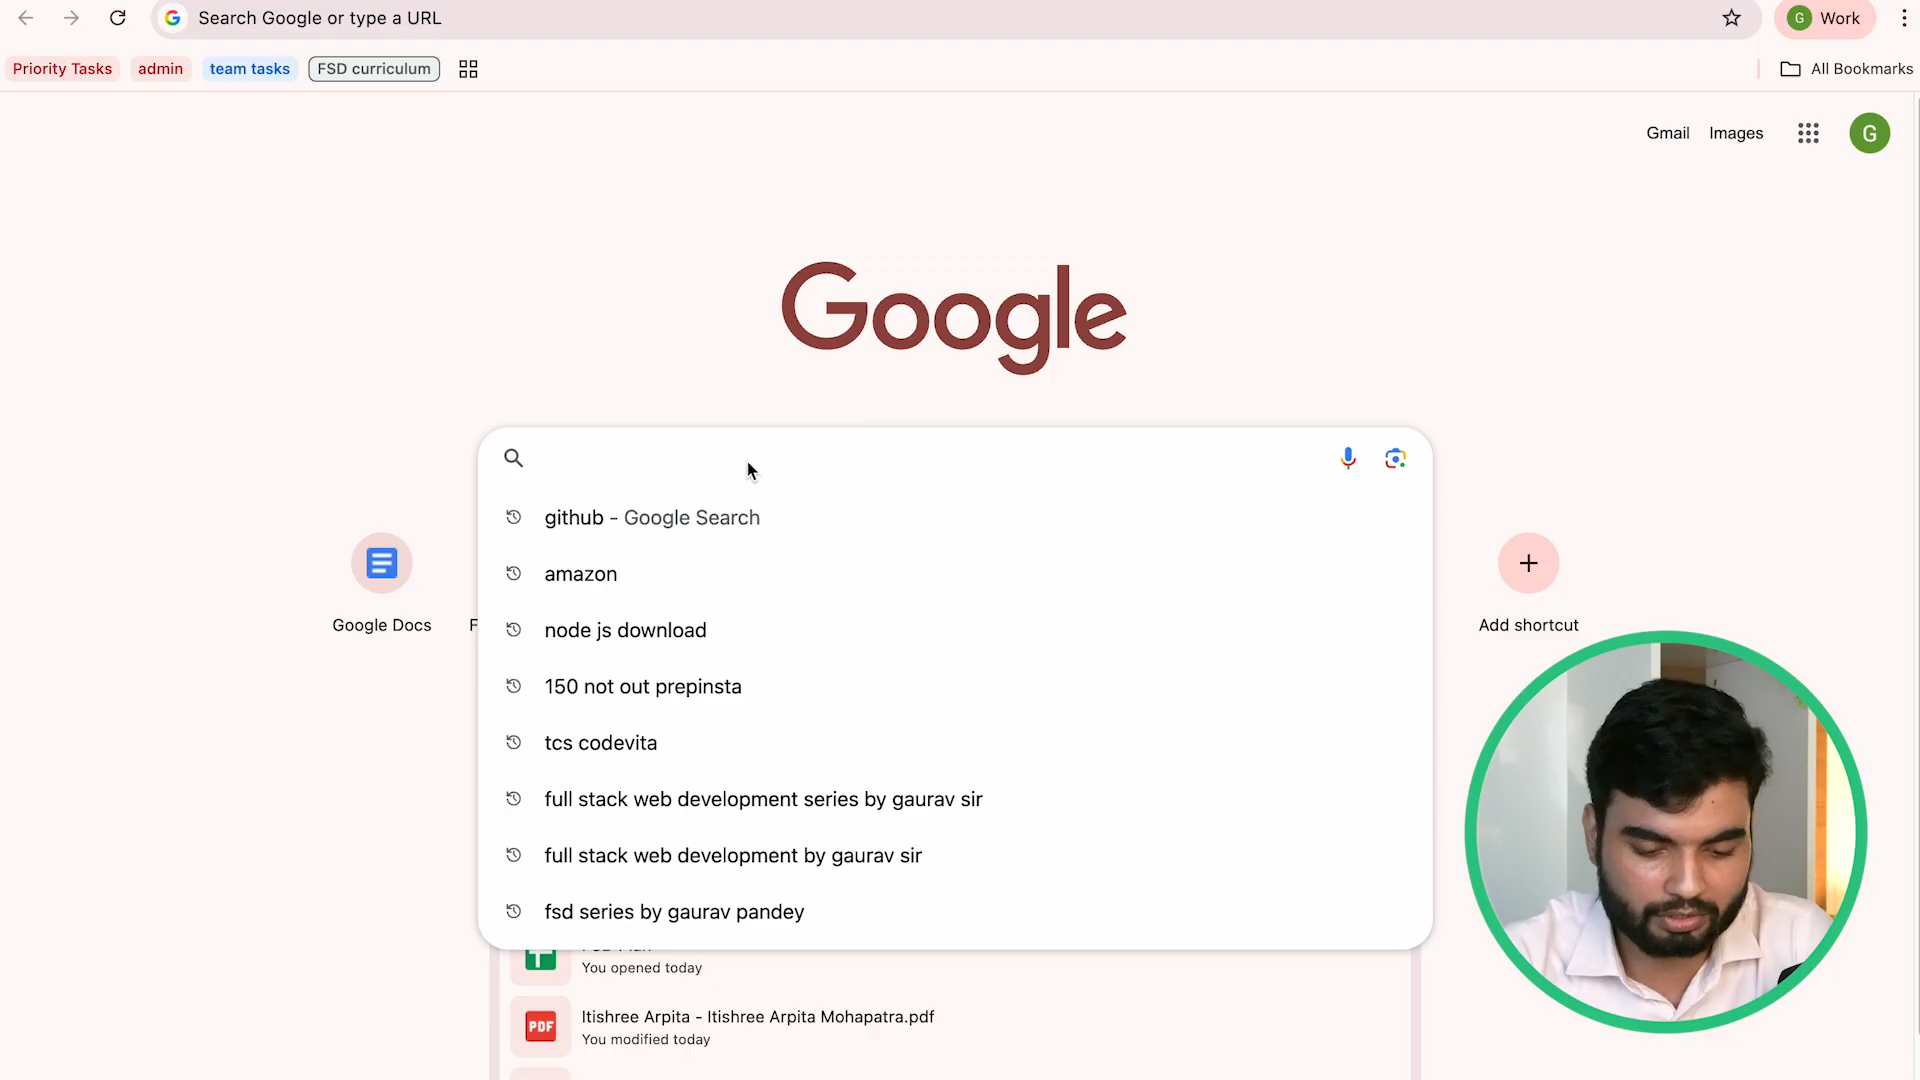 Search Google or type a URL
G
Work
Priority Tasks
admin
team tasks
FSD curriculum
All Bookmarks
Gmail
Images
G
Google
github - Google Search
amazon
node js download
150 not out prepinsta
tcs codevita
full stack web development series by gaurav sir
full stack web development by gaurav sir
fsd series by gaurav pandey
Google Docs
F
Add shortcut
You opened today
PDF
Itishree Arpita - Itishree Arpita Mohapatra.pdf
You modified today